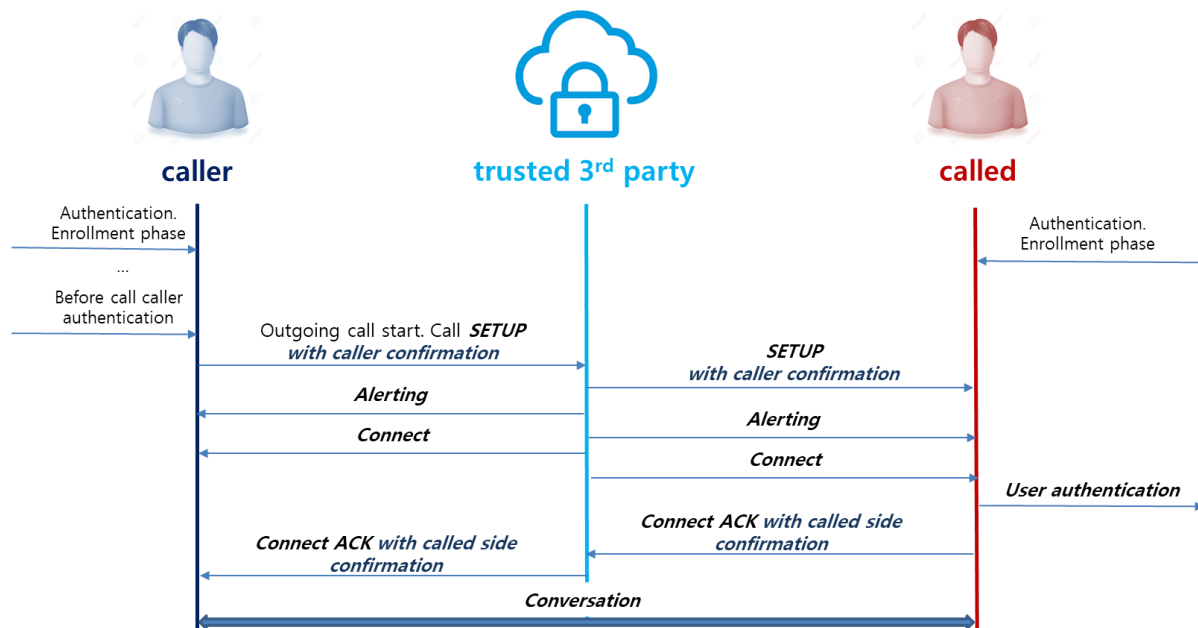 caller
trusted 3rd party
called
Authentication.
Enrollment phase
...
Before call caller
authentication
Authentication.
Enrollment phase
Outgoing call start. Call SETUP
with caller confirmation
SETUP
with caller confirmation
Alerting
Alerting
Connect
Connect
User authentication
Connect ACK with called side
confirmation
Connect ACK with called side
confirmation
Conversation